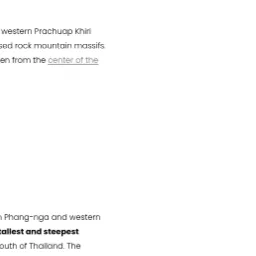 western Prachuap Khiri
sed rock mountain massifs.
en from the center of the
n Phang-nga and western
tallest and steepest
outh of Thailand. The